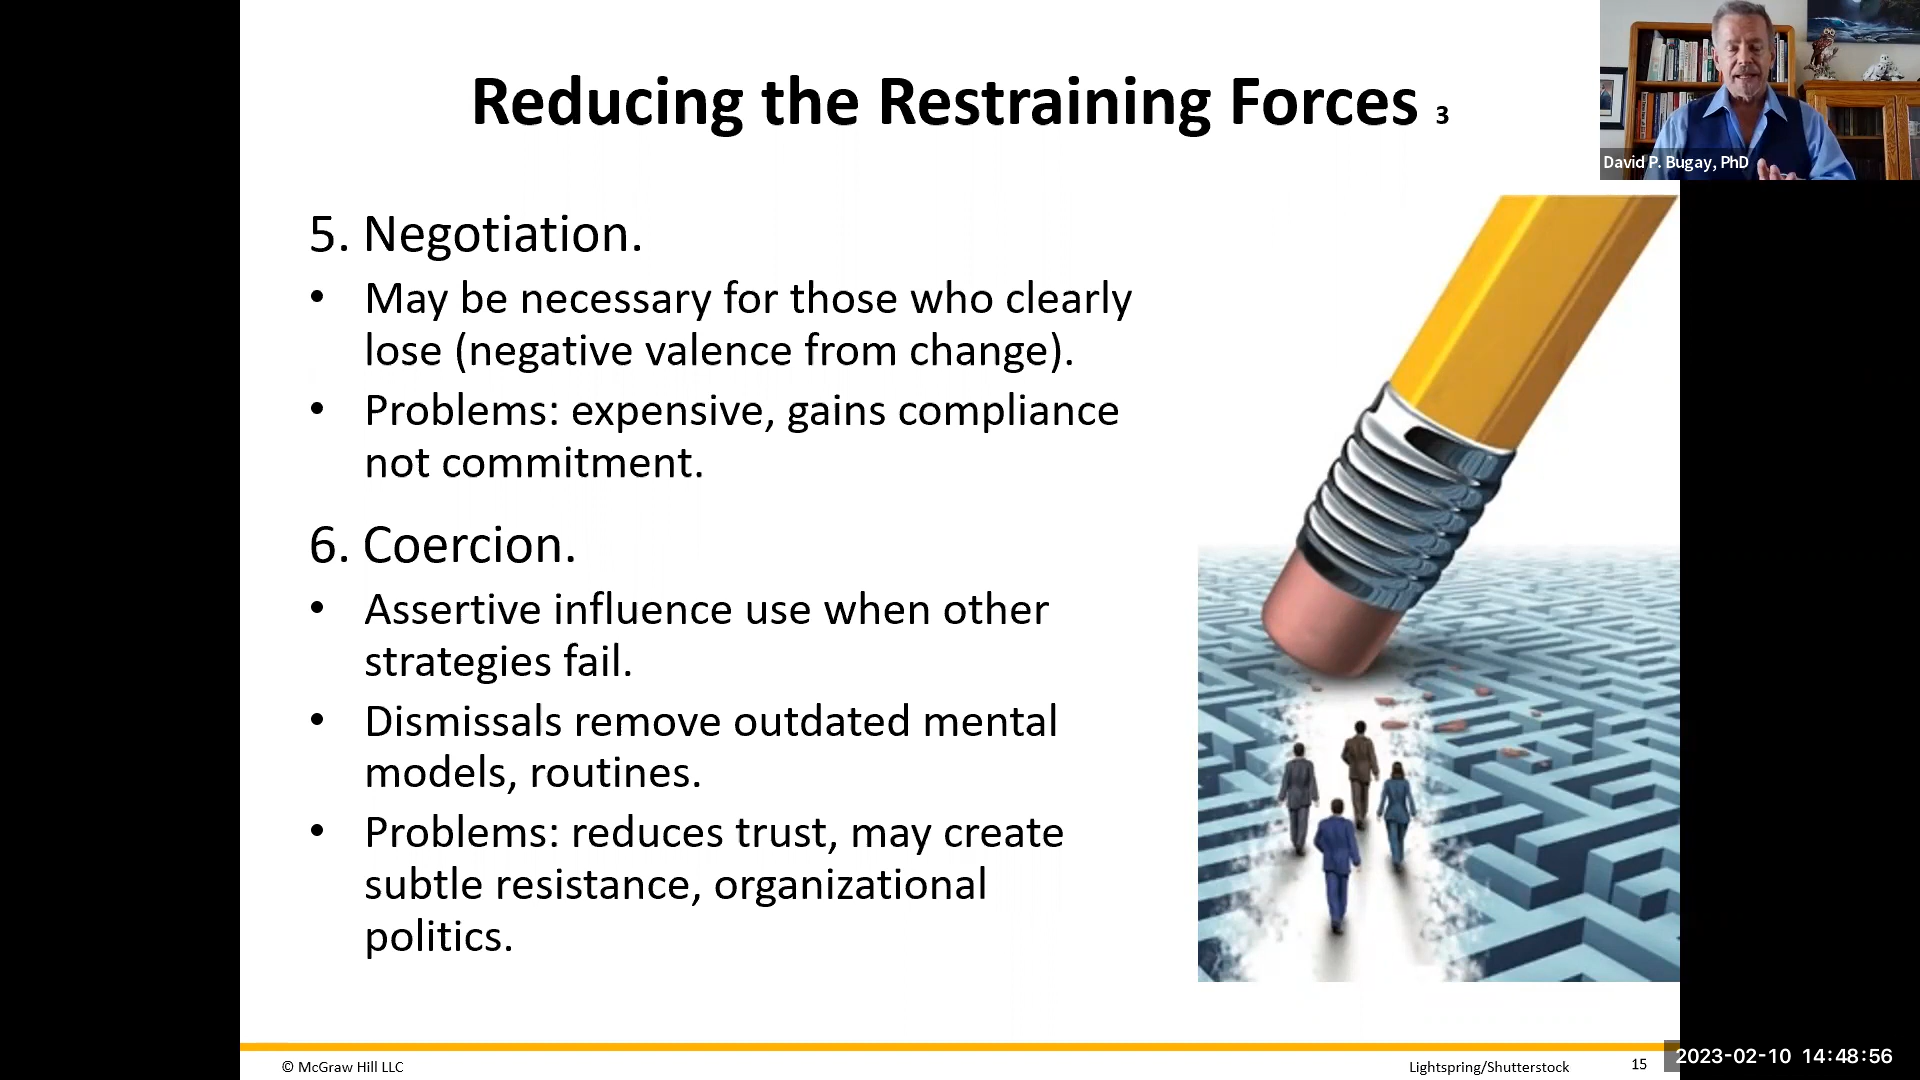 Reducing the Restraining Forces 3
David P. Bugay, PhD
5. Negotiation.
• May be necessary for those who clearly
lose (negative valence from change).
• Problems: expensive, gains compliance
not commitment.
6. Coercion.
• Assertive influence use when other
strategies fail.
• Dismissals remove outdated mental
models, routines.
• Problems: reduces trust, may create
subtle resistance, organizational
politics.
© McGraw Hill LLC
Lightspring/Shutterstock
15
2023-02-10 14:48:56